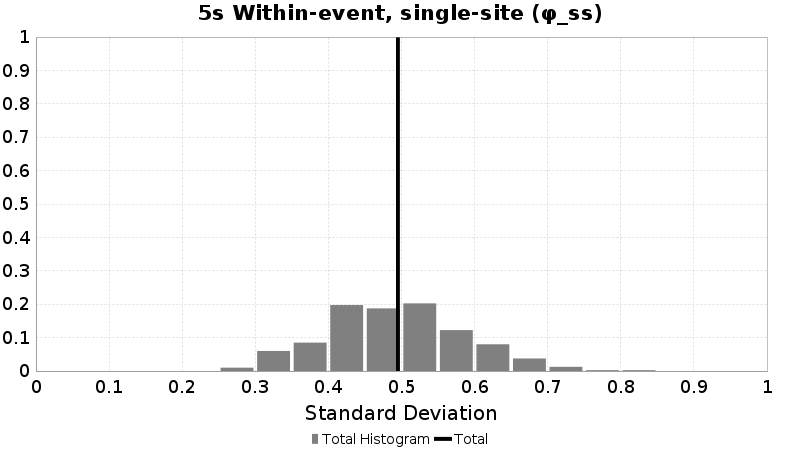 5s Within-event, single-site (φ_ss)
1
0.9
0.8
0.7
0.6
0.5
0.4
0.3
0.2
0.1
0
0 0.1 0.2 0.3 0.4 0.5 0.6 0.7 0.8 0.9 1
Standard Deviation
Total Histogram Total